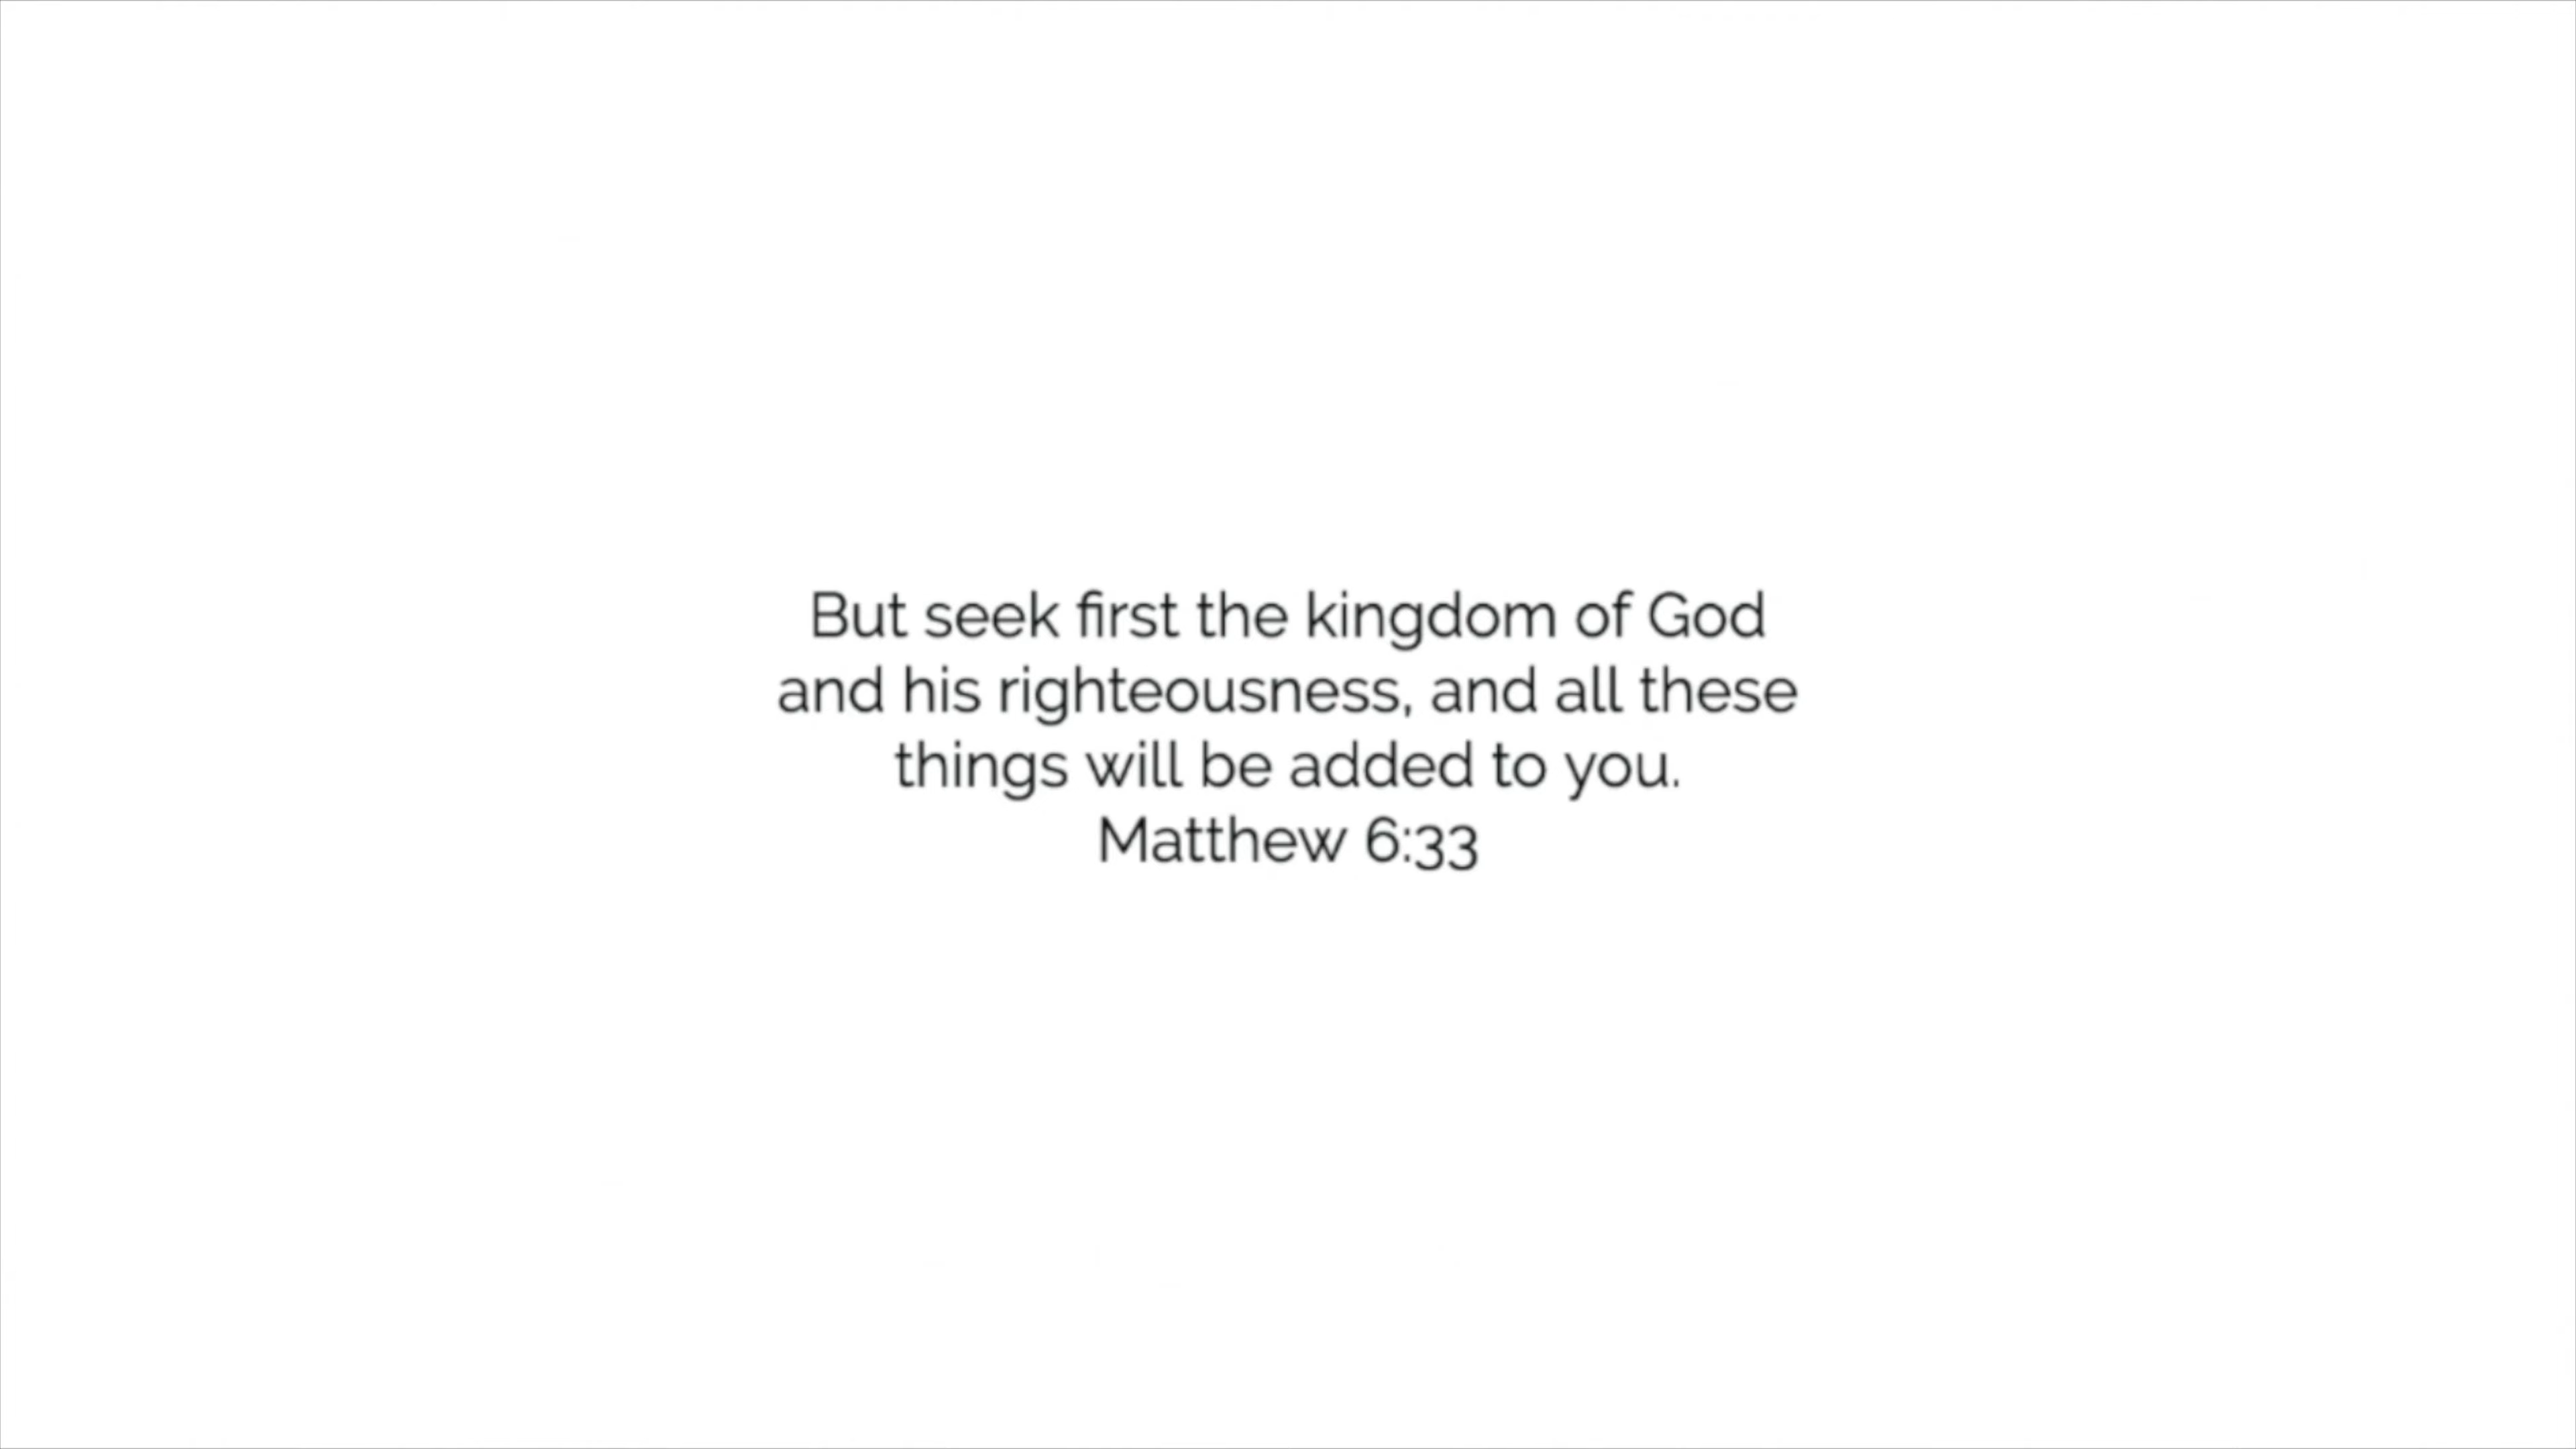 But seek first the kingdom of God
and his righteousness, and all these
things will be added to you.
Matthew 6:33